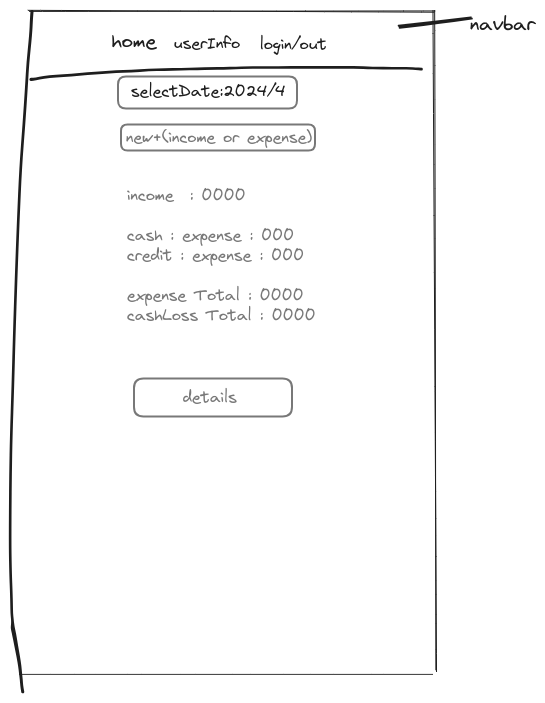 navbar
home userInfo login/out
selectDate:2024/4
new+(income or expense)
income : 0000
cash : expense : 000
credit : expense : 000
expense Total : 0000
cashLoss Total : 0000
details